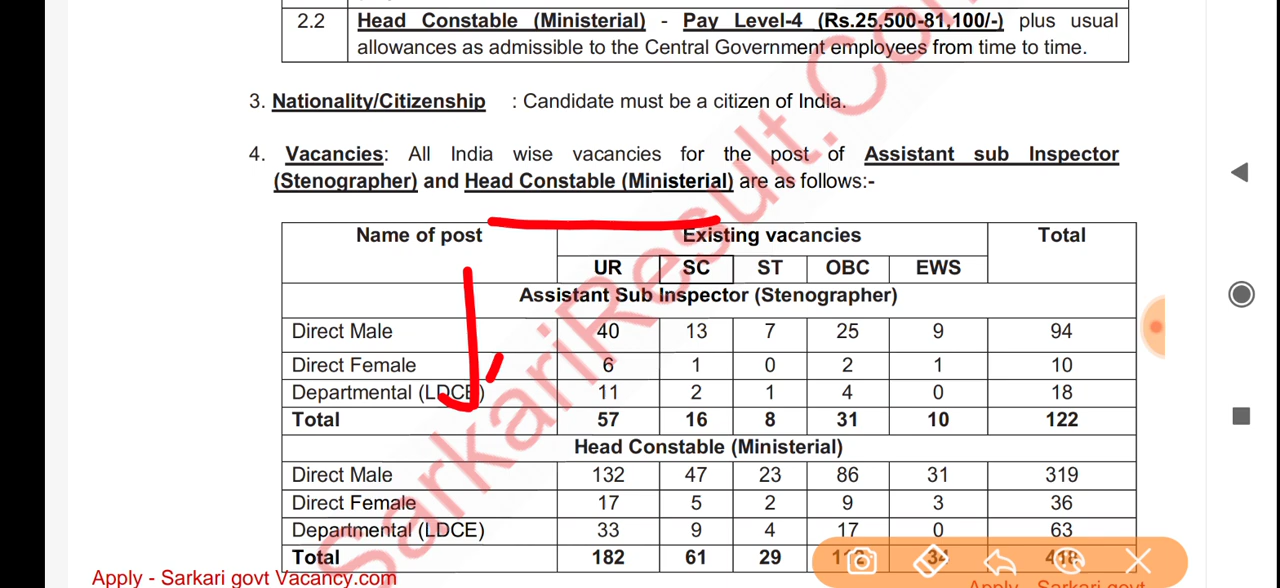 2.2 Head Constable (Ministerial) - Pay Level-4 (Rs.25,500-81,100/-) plus usual
allowances as admissible to the Central Government employees from time to time.
3. Nationality/Citizenship : Candidate must be a citizen of India.
4. Vacancies: All India wise vacancies for the post of Assistant sub Inspector
(Stenographer) and Head Constable (Ministerial) are as follows:-
Name of post Existing vacancies Total
UR SC ST OBC EWS
Assistant Sub Inspector (Stenographer)
Direct Male 40 13 7 25 9 94
Direct Female 6 1 0 2 1 10
Departmental (LDCE) 11 2 1 4 0 18
Total 57 16 8 31 10 122
Head Constable (Ministerial)
Direct Male 132 47 23 86 31 319
Direct Female 17 5 2 9 3 36
Departmental (LDCE) 33 9 4 17 0 63
Total 182 61 29 112 34 418
Apply - Sarkari govt Vacancy.com
Apply - Sarkari govt
SarkariResult.Com